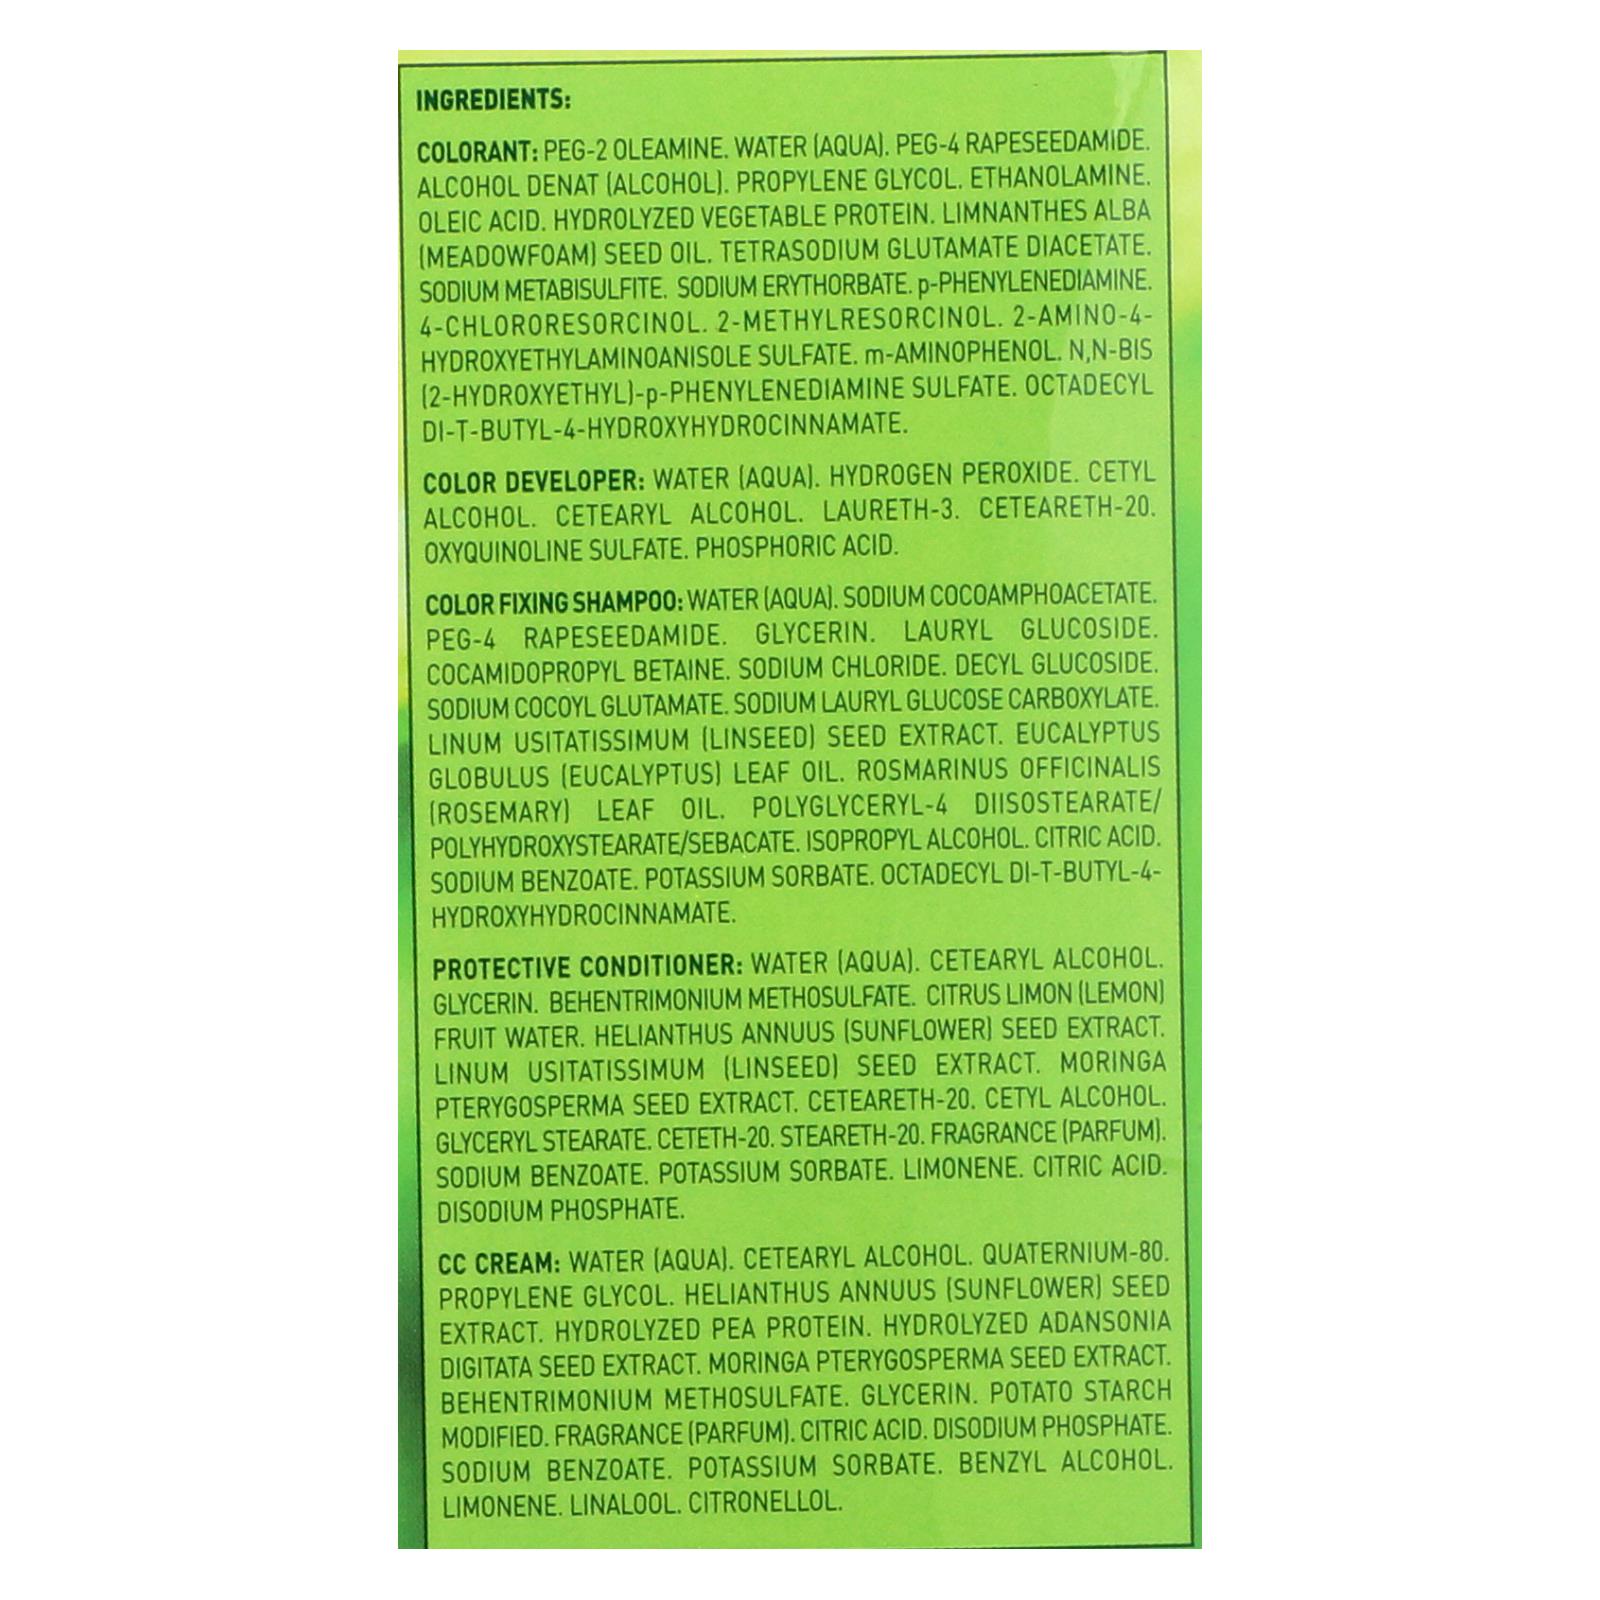 INGREDIENTS:
COLORANT: PEG-2 OLEAMINE. WATER (AQUA). PEG-4 RAPESEEDAMIDE.
ALCOHOL DENAT (ALCOHOL). PROPYLENE GLYCOL. ETHANOLAMINE.
OLEIC ACID. HYDROLYZED VEGETABLE PROTEIN. LIMNANTHES ALBA
(MEADOWFOAM) SEED OIL. TETRASODIUM GLUTAMATE DIACETATE.
SODIUM METABISULFITE. SODIUM ERYTHORBATE. p-PHENYLENEDIAMINE.
4-CHLORORESORCINOL. 2-METHYLRESORCINOL. 2-AMINO-4-
HYDROXYETHYLAMINOANISOLE SULFATE. m-AMINOPHENOL. N,N-BIS
(2-HYDROXYETHYL)-p-PHENYLENEDIAMINE SULFATE. OCTADECYL
DI-T-BUTYL-4-HYDROXYHYDROCINNAMATE.
COLOR DEVELOPER: WATER (AQUA). HYDROGEN PEROXIDE. CETYL
ALCOHOL. CETEARYL ALCOHOL. LAURETH-3. CETEARETH-20.
OXYQUINOLINE SULFATE. PHOSPHORIC ACID.
COLOR FIXING SHAMPOO: WATER (AQUA). SODIUM COCOAMPHOACETATE.
PEG-4 RAPESEEDAMIDE. GLYCERIN. LAURYL GLUCOSIDE.
COCAMIDOPROPYL BETAINE. SODIUM CHLORIDE. DECYL GLUCOSIDE.
SODIUM COCOYL GLUTAMATE. SODIUM LAURYL GLUCOSE CARBOXYLATE.
LINUM USITATISSIMUM (LINSEED) SEED EXTRACT. EUCALYPTUS
GLOBULUS (EUCALYPTUS) LEAF OIL. ROSMARINUS OFFICINALIS
(ROSEMARY) LEAF OIL. POLYGLYCERYL-4 DIISOSTEARATE/
POLYHYDROXYSTEARATE/SEBACATE. ISOPROPYL ALCOHOL. CITRIC ACID.
SODIUM BENZOATE. POTASSIUM SORBATE. OCTADECYL DI-T-BUTYL-4-
HYDROXYHYDROCINNAMATE.
PROTECTIVE CONDITIONER: WATER (AQUA). CETEARYL ALCOHOL.
GLYCERIN. BEHENTRIMONIUM METHOSULFATE. CITRUS LIMON (LEMON)
FRUIT WATER. HELIANTHUS ANNUUS (SUNFLOWER) SEED EXTRACT.
LINUM USITATISSIMUM (LINSEED) SEED EXTRACT. MORINGA
PTERYGOSPERMA SEED EXTRACT. CETEARETH-20. CETYL ALCOHOL.
GLYCERYL STEARATE. CETETH-20. STEARETH-20. FRAGRANCE (PARFUM).
SODIUM BENZOATE. POTASSIUM SORBATE. LIMONENE. CITRIC ACID.
DISODIUM PHOSPHATE.
CC CREAM: WATER (AQUA). CETEARYL ALCOHOL. QUATERNIUM-80.
PROPYLENE GLYCOL. HELIANTHUS ANNUUS (SUNFLOWER) SEED
EXTRACT. HYDROLYZED PEA PROTEIN. HYDROLYZED ADANSONIA
DIGITATA SEED EXTRACT. MORINGA PTERYGOSPERMA SEED EXTRACT.
BEHENTRIMONIUM METHOSULFATE. GLYCERIN. POTATO STARCH
MODIFIED. FRAGRANCE (PARFUM). CITRIC ACID. DISODIUM PHOSPHATE.
SODIUM BENZOATE. POTASSIUM SORBATE. BENZYL ALCOHOL.
LIMONENE. LINALOOL. CITRONELLOL.